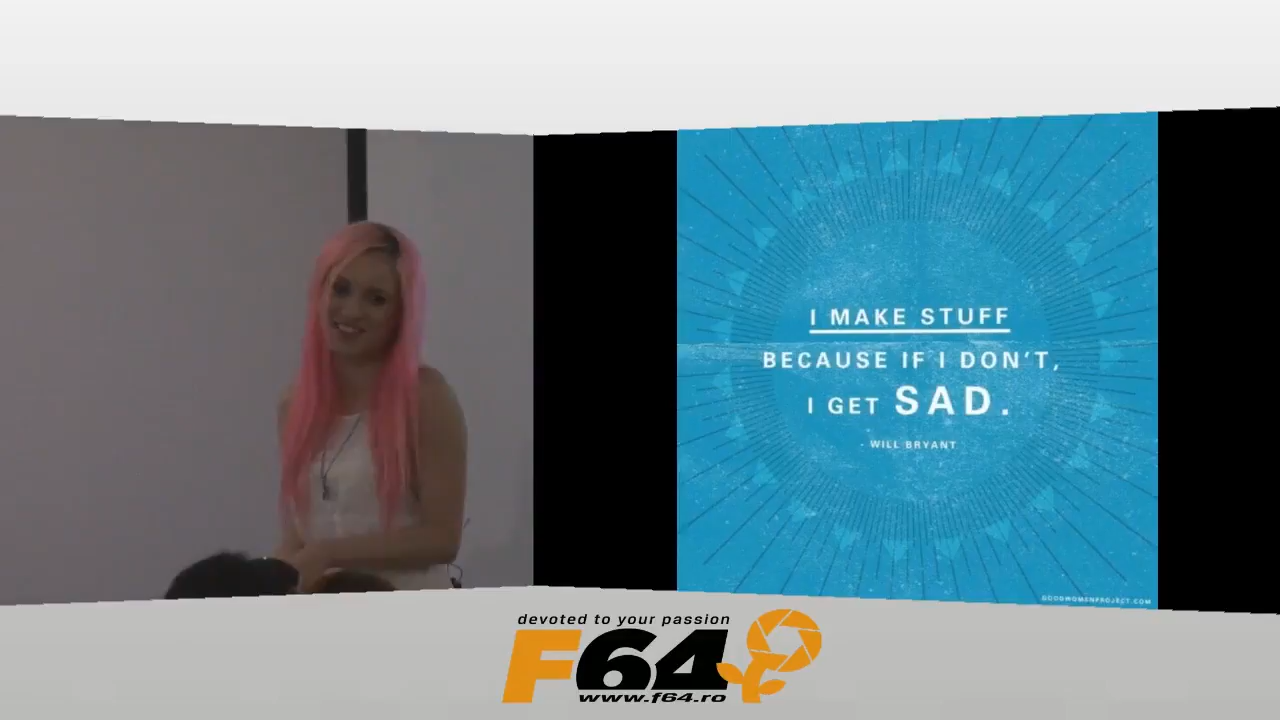 I MAKE STUFF
BECAUSE IF I DON'T,
I GET SAD.
- WILL BRYANT
GOODWOMENPROJECT.COM
devoted to your passion
F64
www.f64.ro